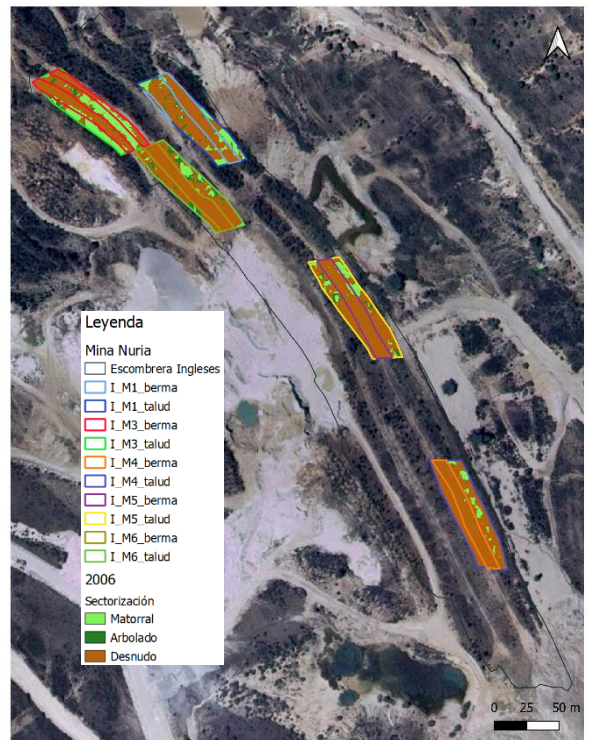 Leyenda
Mina Nuria
Escombrera Ingleses
I_M1_berma
I_M1_talud
I_M3_berma
I_M3_talud
I_M4_berma
I_M4_talud
I_M5_berma
I_M5_talud
I_M6_berma
I_M6_talud
2006
Sectorización
Matorral
Arbolado
Desnudo
0 25 50 m